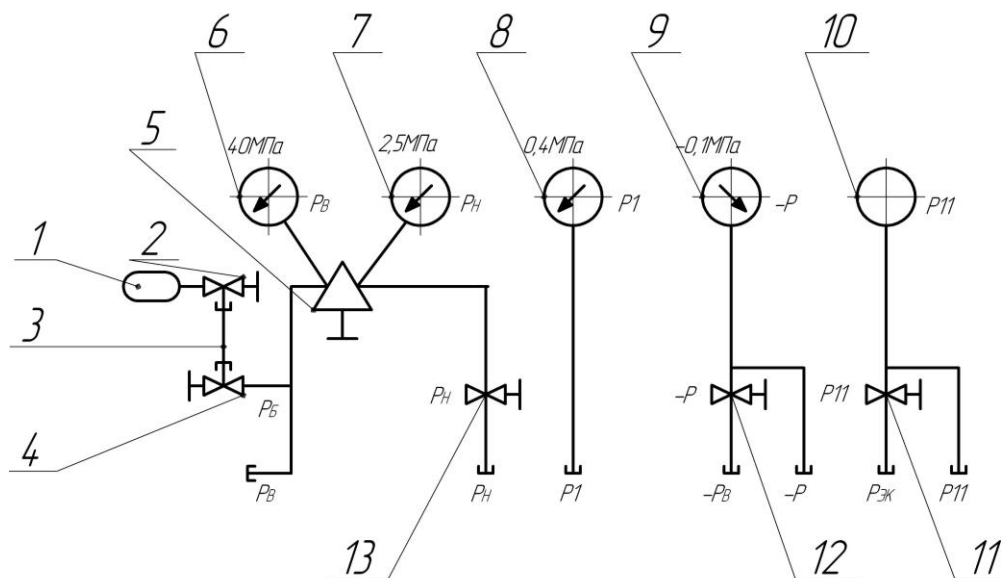 6 7 8 9 10
5 40МПа 2,5МПа 0,4МПа -0,1МПа
Рв Рн Р1 -Р Р11
1 2
3
Рб Рн -Р Р11
4
Рв Рн Р1 -Рв -Р Рэк Р11
13 12 11